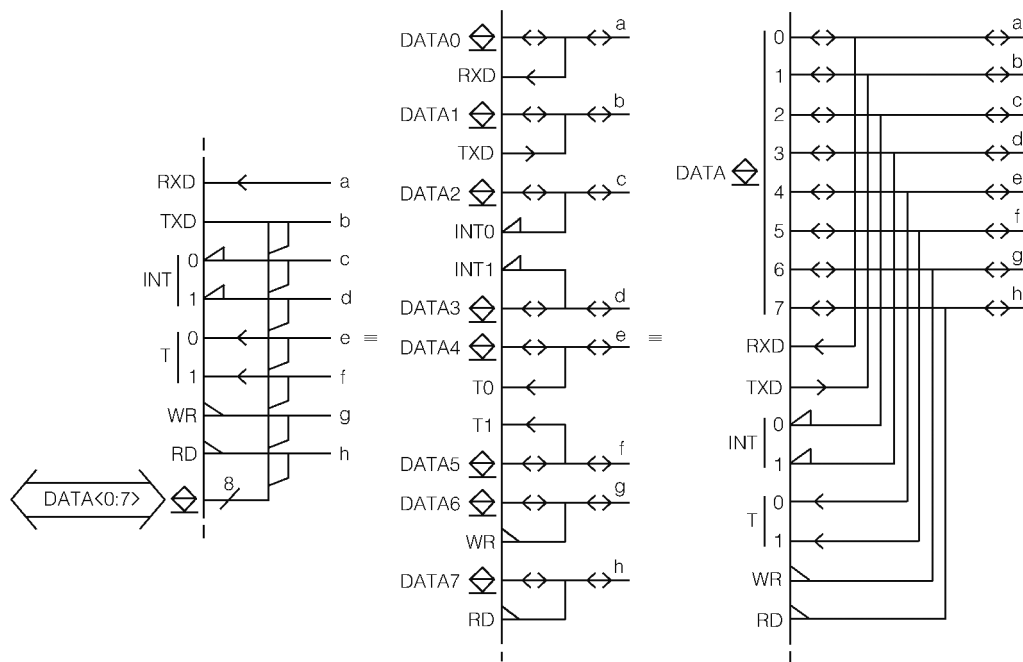 RXD a
TXD b
INT 0 c
1 d
T 0 e
1 f
WR g
RD h
DATA<0:7> 8
≡
DATA0 a
RXD
DATA1 b
TXD
DATA2 c
INT0
INT1
DATA3 d
DATA4 e
T0
T1
DATA5 f
DATA6 g
WR
DATA7 h
RD
≡
DATA
0 a
1 b
2 c
3 d
4 e
5 f
6 g
7 h
RXD
TXD
INT 0
1
T 0
1
WR
RD